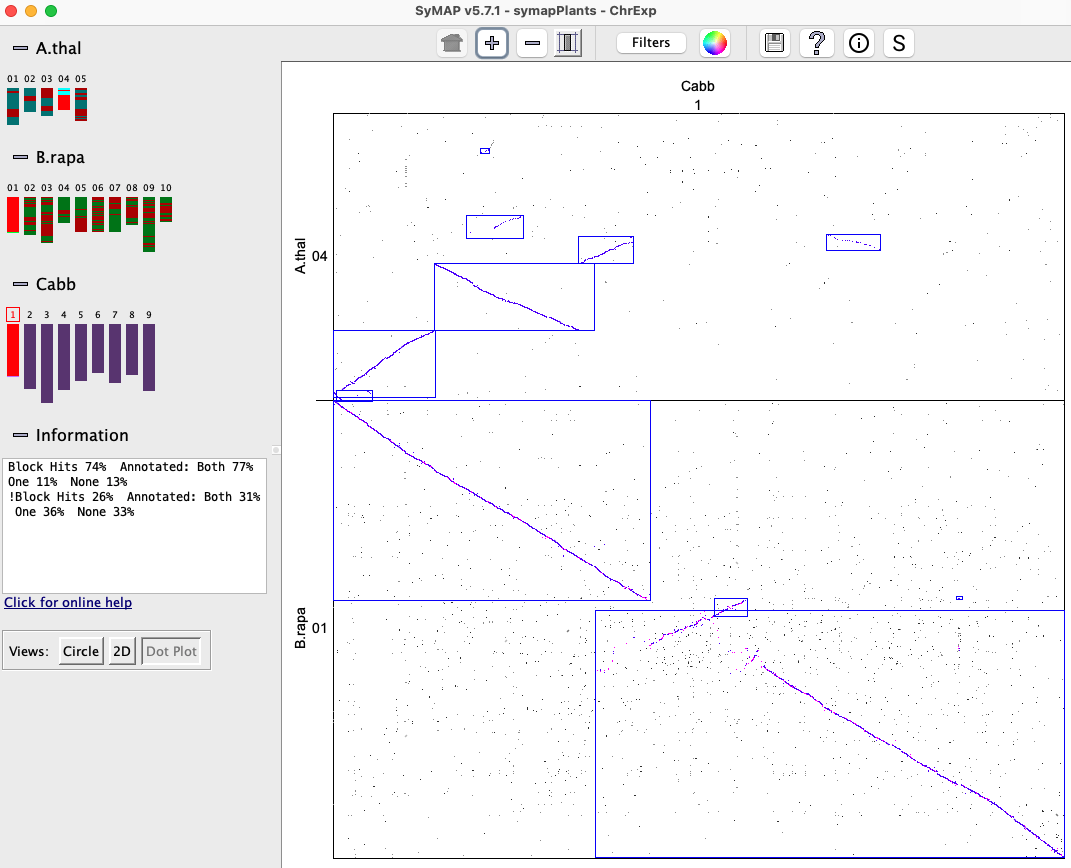 SyMAP v5.7.1 - symapPlants - ChrExp
Filters
? S
A.thal
01 02 03 04 05
B.rapa
01 02 03 04 05 06 07 08 09 10
Cabb
1 2 3 4 5 6 7 8 9
Information
Block Hits 74% Annotated: Both 77%
One 11% None 13%
!Block Hits 26% Annotated: Both 31%
One 36% None 33%
Click for online help
Views: Circle 2D Dot Plot
Cabb
1
A.thal
04
B.rapa
01